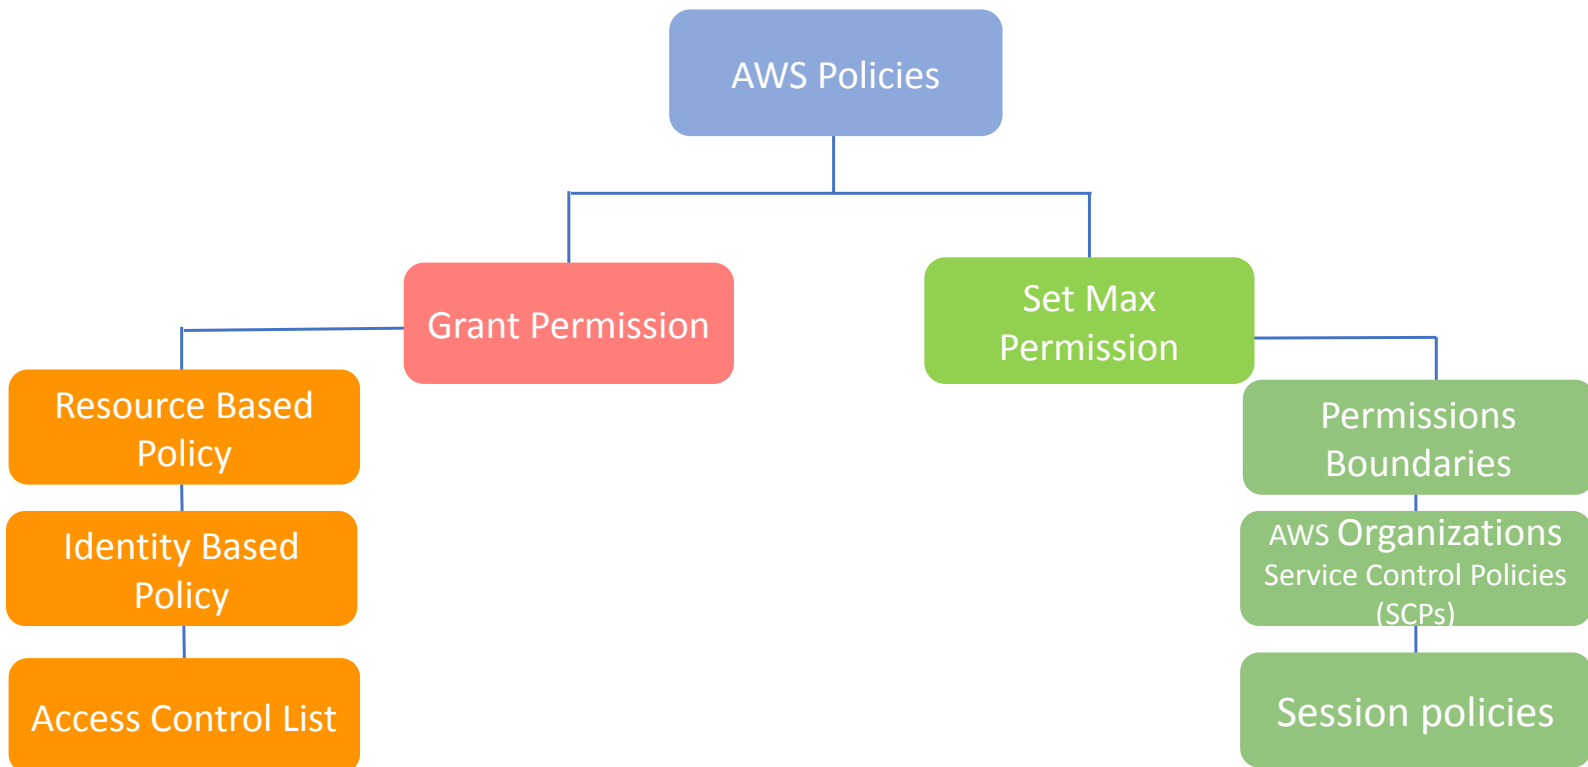 AWS Policies
Grant Permission
Set Max
Permission
Resource Based
Policy
Identity Based
Policy
Access Control List
Permissions
Boundaries
AWS Organizations
Service Control Policies
(SCPs)
Session policies